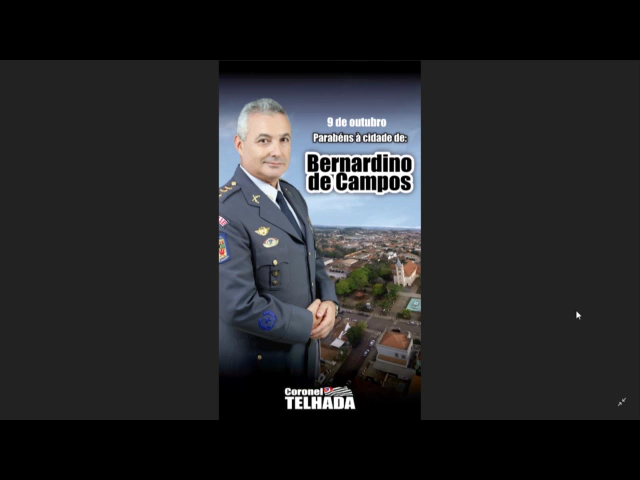 9 de outubro
Parabéns à cidade de:
Bernardino
de Campos
Coronel
TELHADA